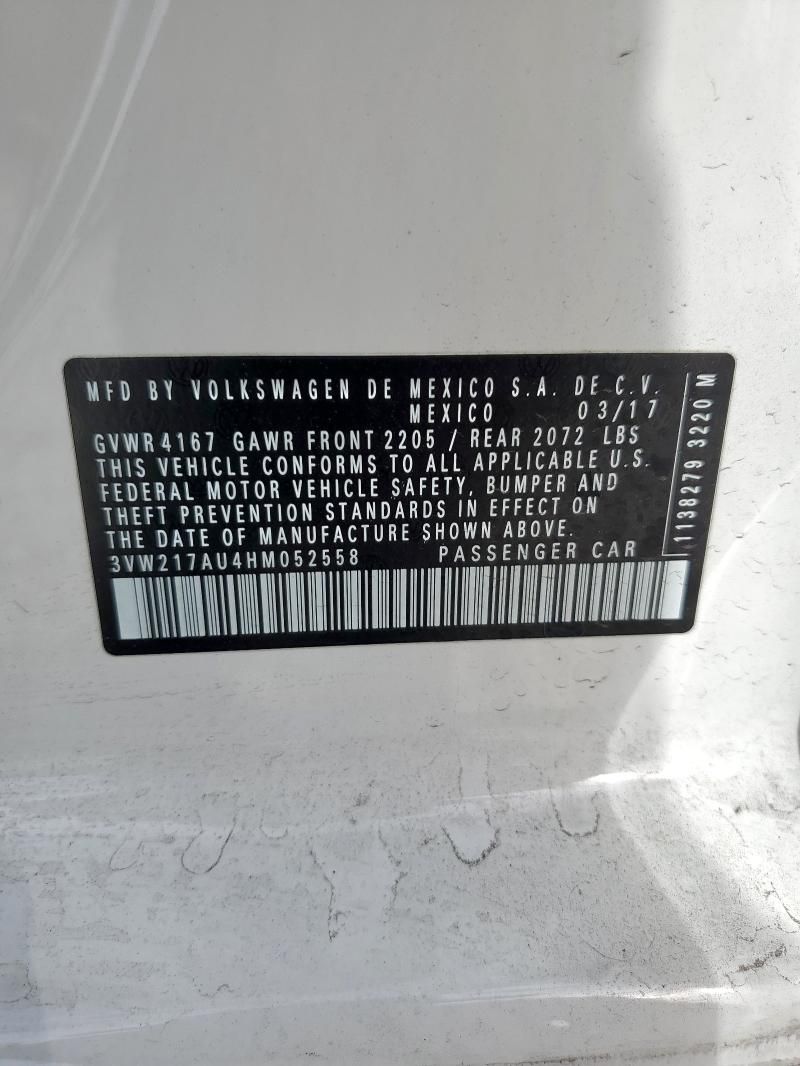 MFD BY VOLKSWAGEN DE MEXICO S.A. DE C.V.
MEXICO 03/17
GVWR 4167 GAWR FRONT 2205 / REAR 2072 LBS
THIS VEHICLE CONFORMS TO ALL APPLICABLE U.S.
FEDERAL MOTOR VEHICLE SAFETY, BUMPER AND
THEFT PREVENTION STANDARDS IN EFFECT ON
THE DATE OF MANUFACTURE SHOWN ABOVE.
3VW217AU4HM052558 PASSENGER CAR
1138279 3220 M